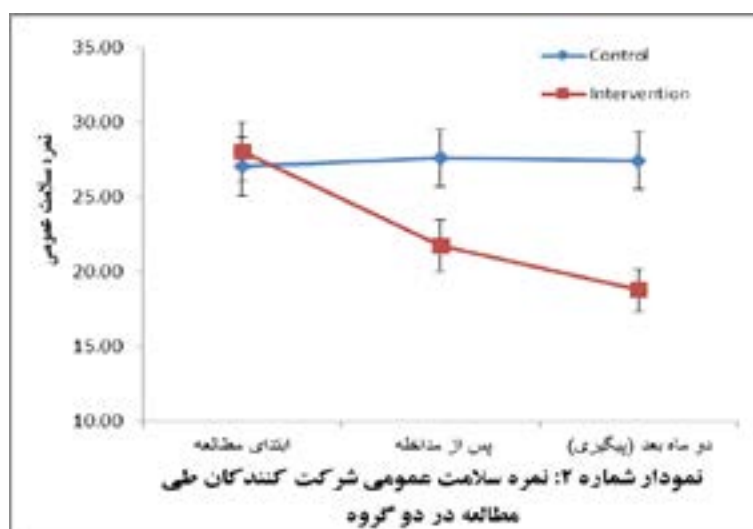 35.00
30.00
25.00
20.00
15.00
10.00
Control
Intervention
نمره سلامت عمومی
ابتدای مطالعه
پس از مداخله
دو ماه بعد (پیگیری)
نمودار شماره ۲: نمره سلامت عمومی شرکت کنندگان طی
مطالعه در دو گروه